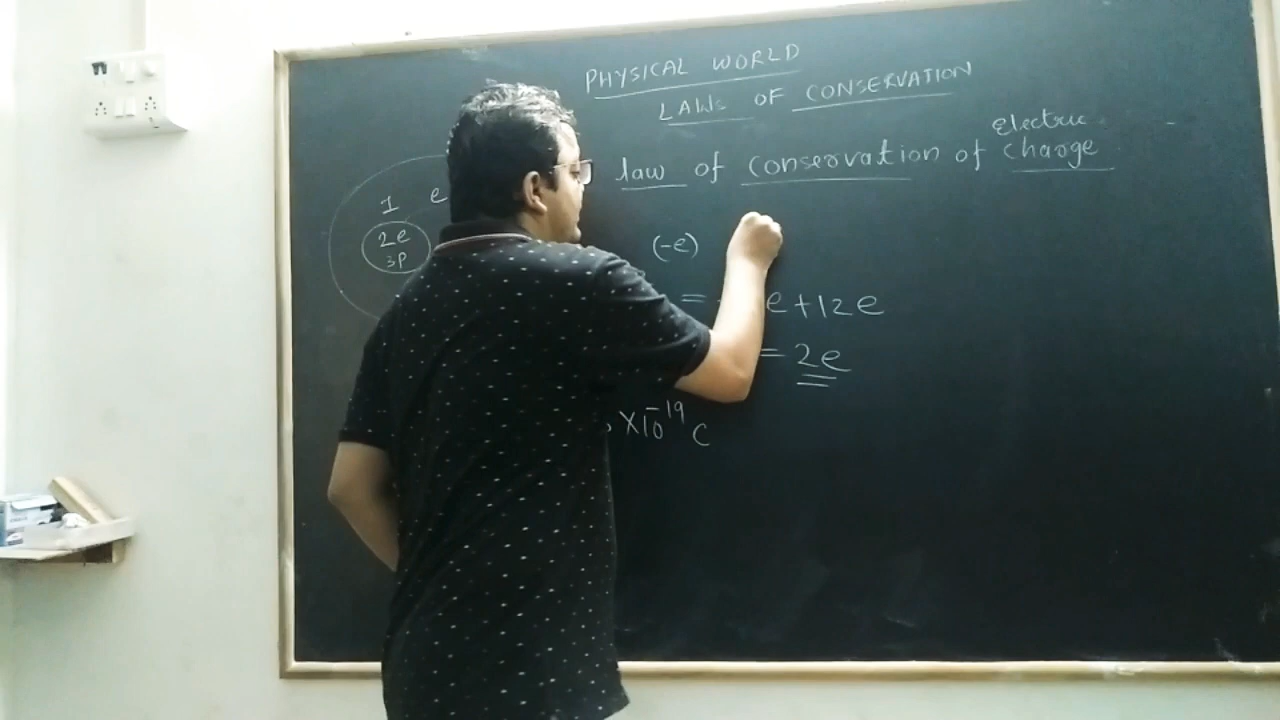 PHYSICAL WORLD
LAWS OF CONSERVATION
Electric
law of conservation of charge
1 e
2e
3p
(-e)
= e+12e
= 2e
X10⁻¹⁹ C